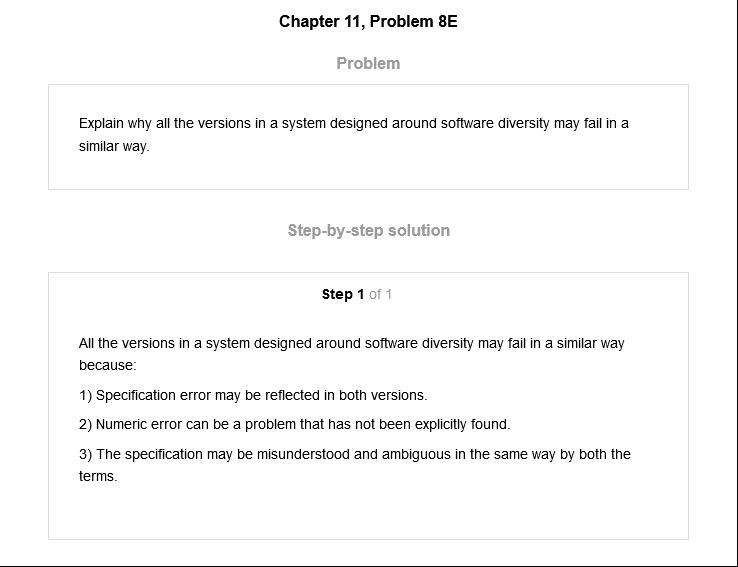 Chapter 11, Problem 8E
Problem
Explain why all the versions in a system designed around software diversity may fail in a
similar way.
Step-by-step solution
Step 1 of 1
All the versions in a system designed around software diversity may fail in a similar way
because:
1) Specification error may be reflected in both versions.
2) Numeric error can be a problem that has not been explicitly found.
3) The specification may be misunderstood and ambiguous in the same way by both the
terms.